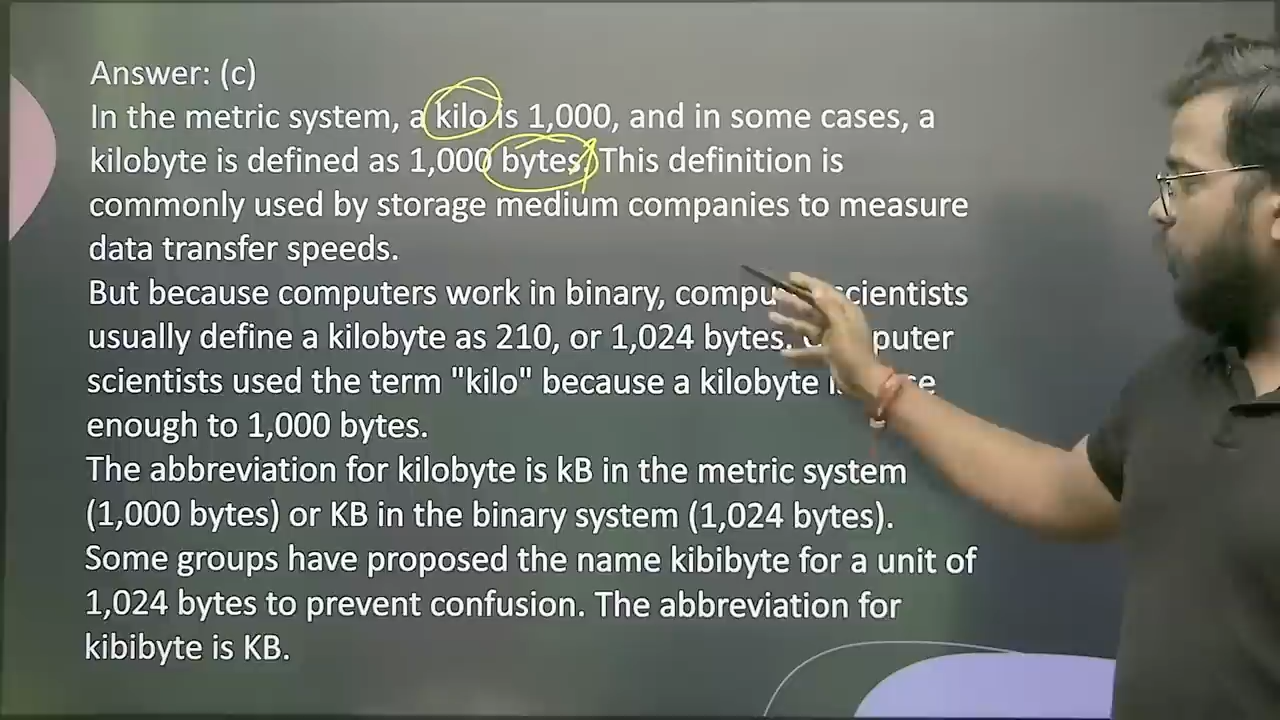 Answer: (c)
In the metric system, a kilo is 1,000, and in some cases, a
kilobyte is defined as 1,000 bytes. This definition is
commonly used by storage medium companies to measure
data transfer speeds.
But because computers work in binary, scientists
usually define a kilobyte as 210, or 1,024 bytes.
scientists used the term "kilo" because a kilobyte
enough to 1,000 bytes.
The abbreviation for kilobyte is kB in the metric system
(1,000 bytes) or KB in the binary system (1,024 bytes).
Some groups have proposed the name kibibyte for a unit of
1,024 bytes to prevent confusion. The abbreviation for
kibibyte is KB.